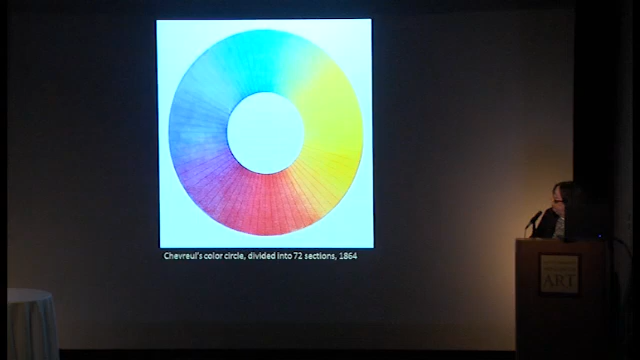 Chevreul's color circle, divided into 72 sections, 1864
ART